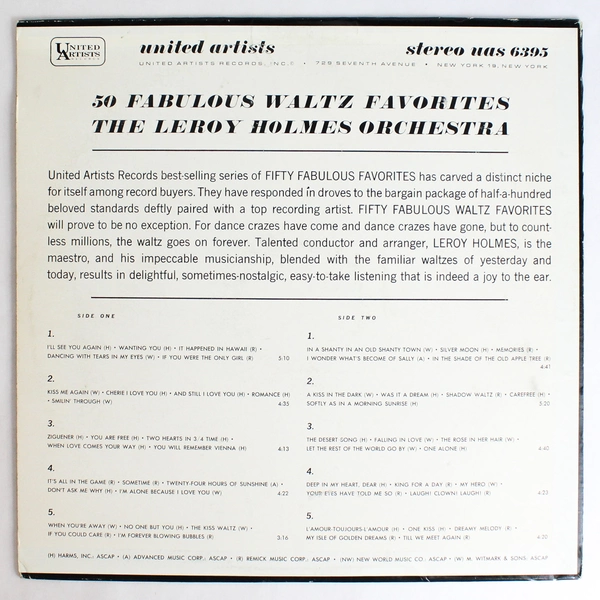 UNITED ARTISTS RECORDS
united artists
stereo uas 6395
UNITED ARTISTS RECORDS, INC. • 729 SEVENTH AVENUE • NEW YORK 19, NEW YORK
50 FABULOUS WALTZ FAVORITES
THE LEROY HOLMES ORCHESTRA
United Artists Records best-selling series of FIFTY FABULOUS FAVORITES has carved a distinct niche
for itself among record buyers. They have responded in droves to the bargain package of half-a-hundred
beloved standards deftly paired with a top recording artist. FIFTY FABULOUS WALTZ FAVORITES
will prove to be no exception. For dance crazes have come and dance crazes have gone, but to count-
less millions, the waltz goes on forever. Talented conductor and arranger, LEROY HOLMES, is the
maestro, and his impeccable musicianship, blended with the familiar waltzes of yesterday and
today, results in delightful, sometimes-nostalgic, easy-to-take listening that is indeed a joy to the ear.
SIDE ONE
1.
I'LL SEE YOU AGAIN (H) • WANTING YOU (H) • IT HAPPENED IN HAWAII (R) •
DANCING WITH TEARS IN MY EYES (W) • IF YOU WERE THE ONLY GIRL (R) 5:10
2.
KISS ME AGAIN (W) • CHERIE I LOVE YOU (H) • AND STILL I LOVE YOU (H) • ROMANCE (H)
• SMILIN' THROUGH (W) 4:35
3.
ZIGUENER (H) • YOU ARE FREE (H) • TWO HEARTS IN 3/4 TIME (H) •
WHEN LOVE COMES YOUR WAY (H) • YOU WILL REMEMBER VIENNA (H) 4:13
4.
IT'S ALL IN THE GAME (R) • SOMETIME (R) • TWENTY-FOUR HOURS OF SUNSHINE (A) •
DON'T ASK ME WHY (H) • I'M ALONE BECAUSE I LOVE YOU (W) 4:22
5.
WHEN YOU'RE AWAY (W) • NO ONE BUT YOU (H) • THE KISS WALTZ (W) •
IF YOU COULD CARE (R) • I'M FOREVER BLOWING BUBBLES (R) 3:16
SIDE TWO
1.
IN A SHANTY IN AN OLD SHANTY TOWN (W) • SILVER MOON (H) • MEMORIES (R) •
I WONDER WHAT'S BECOME OF SALLY (A) • IN THE SHADE OF THE OLD APPLE TREE (R)
4:41
2.
A KISS IN THE DARK (W) • WAS IT A DREAM (H) • SHADOW WALTZ (R) • CAREFREE (H) •
SOFTLY AS IN A MORNING SUNRISE (H) 5:20
3.
THE DESERT SONG (H) • FALLING IN LOVE (W) • THE ROSE IN HER HAIR (W) •
LET THE REST OF THE WORLD GO BY (W) • ONE ALONE (H) 4:40
4.
DEEP IN MY HEART, DEAR (H) • KING FOR A DAY (R) • MY HERO (W) •
YOUR EYES HAVE TOLD ME SO (R) • LAUGH! CLOWN! LAUGH! (R) 4:23
5.
L'AMOUR-TOUJOURS-L'AMOUR (H) • ONE KISS (H) • DREAMY MELODY (R) •
MY ISLE OF GOLDEN DREAMS (R) • TILL WE MEET AGAIN (R) 4:20
(H) HARMS, INC.; ASCAP • (A) ADVANCED MUSIC CORP.; ASCAP • (R) REMICK MUSIC CORP.; ASCAP • (NW) NEW WORLD MUSIC CO.; ASCAP • (W) M. WITMARK & SONS; ASCAP